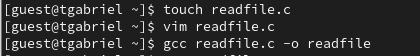 [guest@tgabriel ~]$ touch readfile.c
[guest@tgabriel ~]$ vim readfile.c
[guest@tgabriel ~]$ gcc readfile.c -o readfile